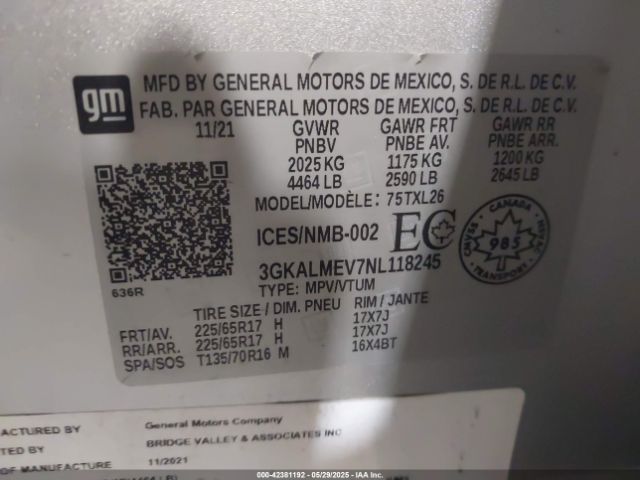 gm
MFD BY GENERAL MOTORS DE MEXICO, S. DE R.L. DE C.V.
FAB. PAR GENERAL MOTORS DE MEXICO, S. DE R.L. DE C.V.
11/21 GVWR GAWR FRT GAWR RR
PNBV PNBE AV. PNBE ARR.
2025 KG 1175 KG 1200 KG
4464 LB 2590 LB 2645 LB
MODEL/MODÈLE: 75TXL26
ICES/NMB-002 EC CANADA 985 CMVSS NSVAC
3GKALMEV7NL118245
TYPE: MPV/VTUM
636R
TIRE SIZE / DIM. PNEU RIM / JANTE
FRT/AV. 225/65R17 H 17X7J
RR/ARR. 225/65R17 H 17X7J
SPA/SOS T135/70R16 M 16X4BT
ACTURED BY General Motors Company
TED BY BRIDGE VALLEY & ASSOCIATES INC
OF MANUFACTURE 11/2021
000-42381192 - 05/29/2025 - IAAI.com